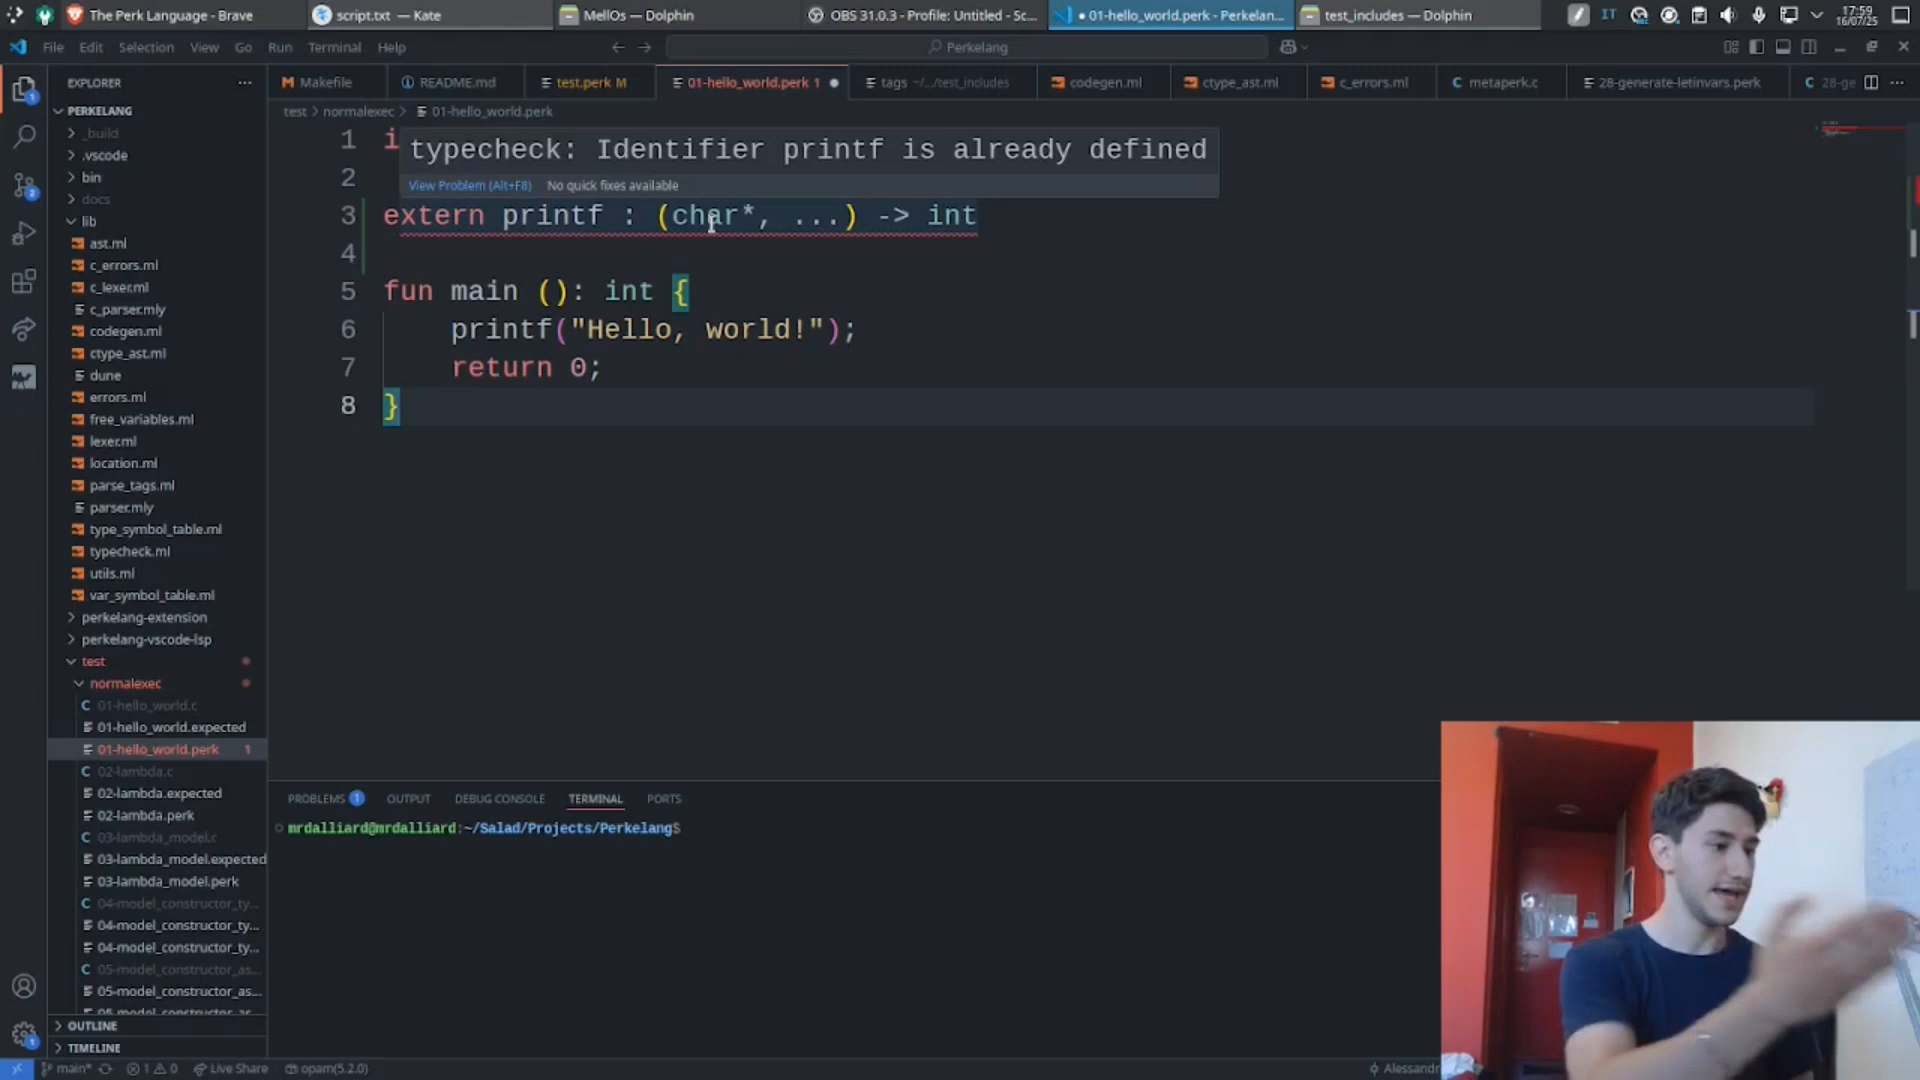 The Perk Language - Brave
script.txt — Kate
MellOs — Dolphin
OBS 31.0.3 - Profile: Untitled - Sc...
● 01-hello_world.perk - Perkelan...
test_includes — Dolphin
IT
17:59
16/07/25
File Edit Selection View Go Run Terminal Help
Perkelang
EXPLORER
Makefile
README.md
test.perk M
01-hello_world.perk 1
tags ~/.../test_includes
codegen.ml
ctype_ast.ml
c_errors.ml
metaperk.c
28-generate-letinvars.perk
28-ge
test > normalexec > 01-hello_world.perk
PERKELANG
_build
.vscode
bin
docs
lib
ast.ml
c_errors.ml
c_lexer.ml
c_parser.mly
codegen.ml
ctype_ast.ml
dune
errors.ml
free_variables.ml
lexer.ml
location.ml
parse_tags.ml
parser.mly
type_symbol_table.ml
typecheck.ml
utils.ml
var_symbol_table.ml
perkelang-extension
perkelang-vscode-lsp
test
normalexec
01-hello_world.c
01-hello_world.expected
01-hello_world.perk 1
02-lambda.c
02-lambda.expected
02-lambda.perk
03-lambda_model.c
03-lambda_model.expected
03-lambda_model.perk
04-model_constructor_ty...
04-model_constructor_ty...
04-model_constructor_ty...
05-model_constructor_as...
05-model_constructor_as...
OUTLINE
TIMELINE
1 i
typecheck: Identifier printf is already defined
View Problem (Alt+F8) No quick fixes available
2
3 extern printf : (char*, ...) -> int
4
5 fun main (): int {
6 printf("Hello, world!");
7 return 0;
8 }
PROBLEMS 1 OUTPUT DEBUG CONSOLE TERMINAL PORTS
mrdalliard@mrdalliard:~/Salad/Projects/Perkelang$
main* 1 0 Live Share opam(5.2.0)
Alessandr